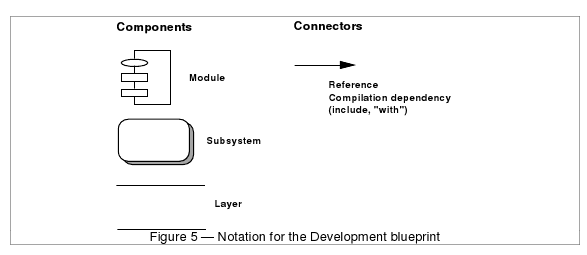 Components
Connectors
Module
Reference
Compilation dependency
(include, "with")
Subsystem
Layer
Figure 5 — Notation for the Development blueprint